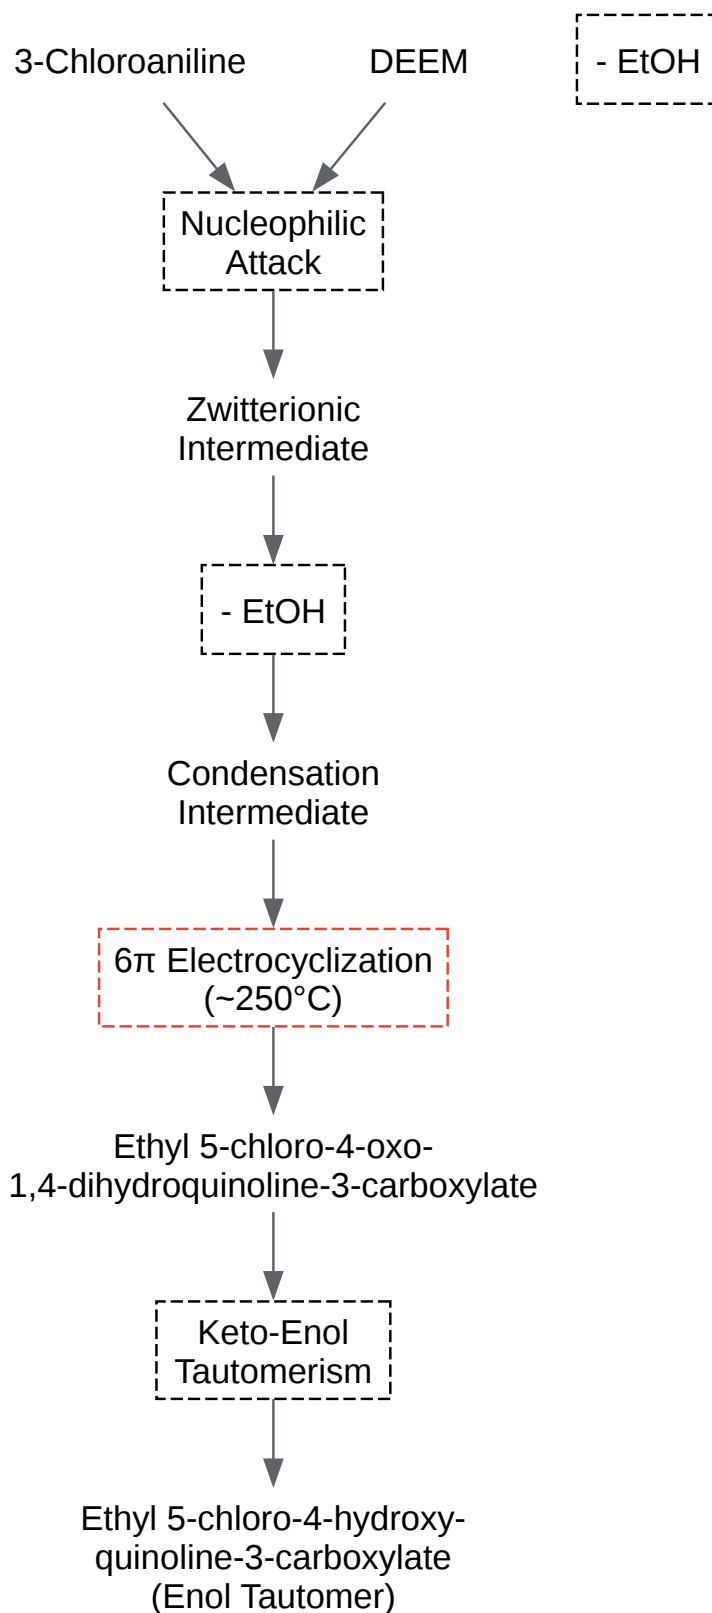 3-Chloroaniline
DEEM
- EtOH
Nucleophilic
Attack
Zwitterionic
Intermediate
- EtOH
Condensation
Intermediate
6π Electrocyclization
(~250°C)
Ethyl 5-chloro-4-oxo-
1,4-dihydroquinoline-3-carboxylate
Keto-Enol
Tautomerism
Ethyl 5-chloro-4-hydroxy-
quinoline-3-carboxylate
(Enol Tautomer)